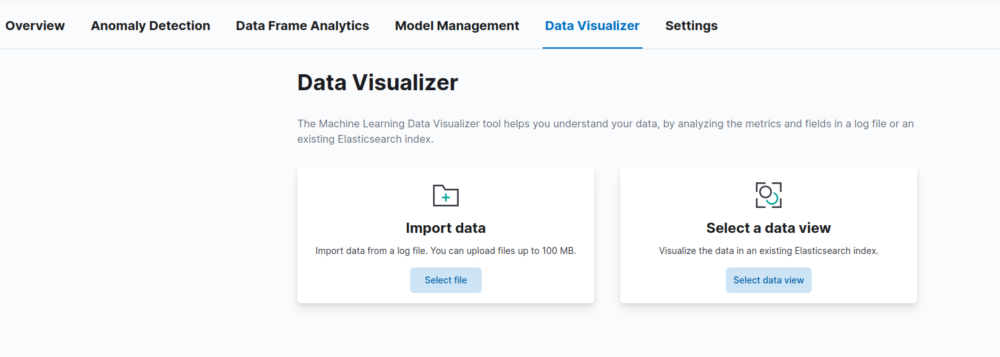 Overview Anomaly Detection Data Frame Analytics Model Management Data Visualizer Settings
Data Visualizer
The Machine Learning Data Visualizer tool helps you understand your data, by analyzing the metrics and fields in a log file or an
existing Elasticsearch index.
Import data
Import data from a log file. You can upload files up to 100 MB.
Select file
Select a data view
Visualize the data in an existing Elasticsearch index.
Select data view